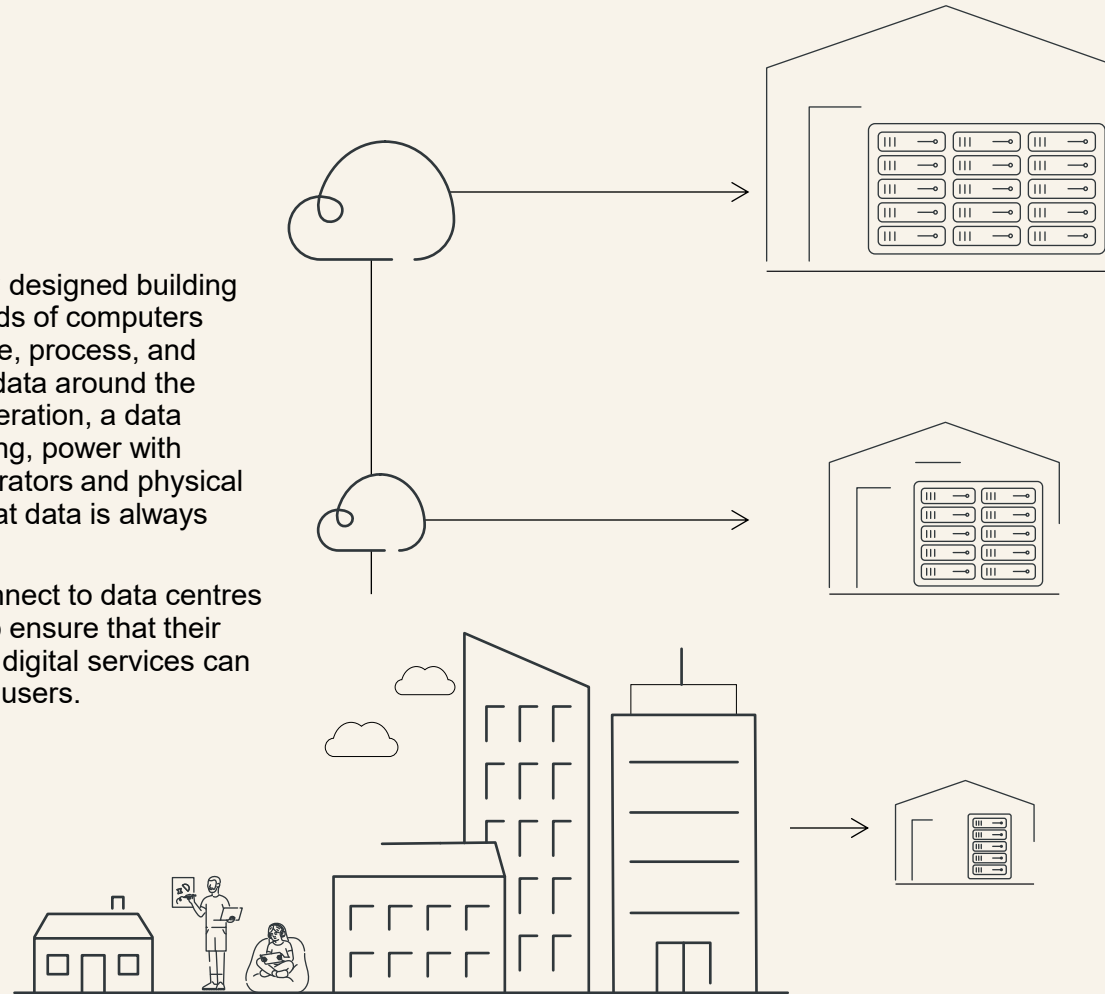 designed building
ds of computers
e, process, and
data around the
eration, a data
ng, power with
rators and physical
at data is always
nnect to data centres
o ensure that their
digital services can
users.